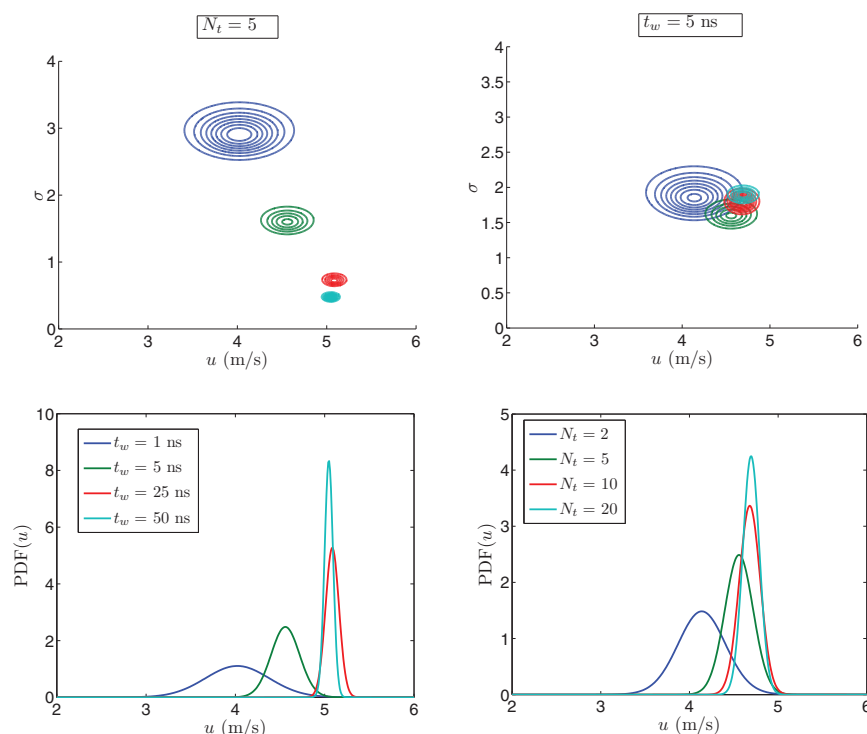 N_t = 5
t_w = 5 ns
4
3
2
1
0
σ
2 3 4 5 6
u (m/s)
4
3.5
3
2.5
2
1.5
1
0.5
0
σ
2 3 4 5 6
u (m/s)
10
8
6
4
2
0
PDF(u)
t_w = 1 ns
t_w = 5 ns
t_w = 25 ns
t_w = 50 ns
2 3 4 5 6
u (m/s)
5
4
3
2
1
0
PDF(u)
N_t = 2
N_t = 5
N_t = 10
N_t = 20
2 3 4 5 6
u (m/s)